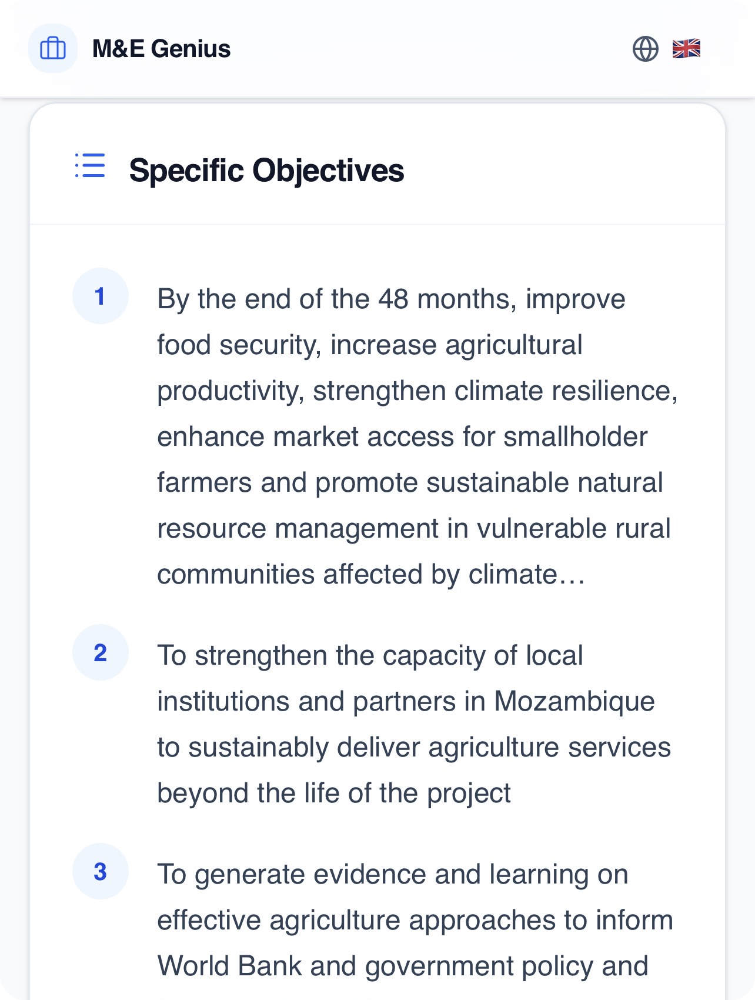 M&E Genius
Specific Objectives
1
By the end of the 48 months, improve
food security, increase agricultural
productivity, strengthen climate resilience,
enhance market access for smallholder
farmers and promote sustainable natural
resource management in vulnerable rural
communities affected by climate…
2
To strengthen the capacity of local
institutions and partners in Mozambique
to sustainably deliver agriculture services
beyond the life of the project
3
To generate evidence and learning on
effective agriculture approaches to inform
World Bank and government policy and